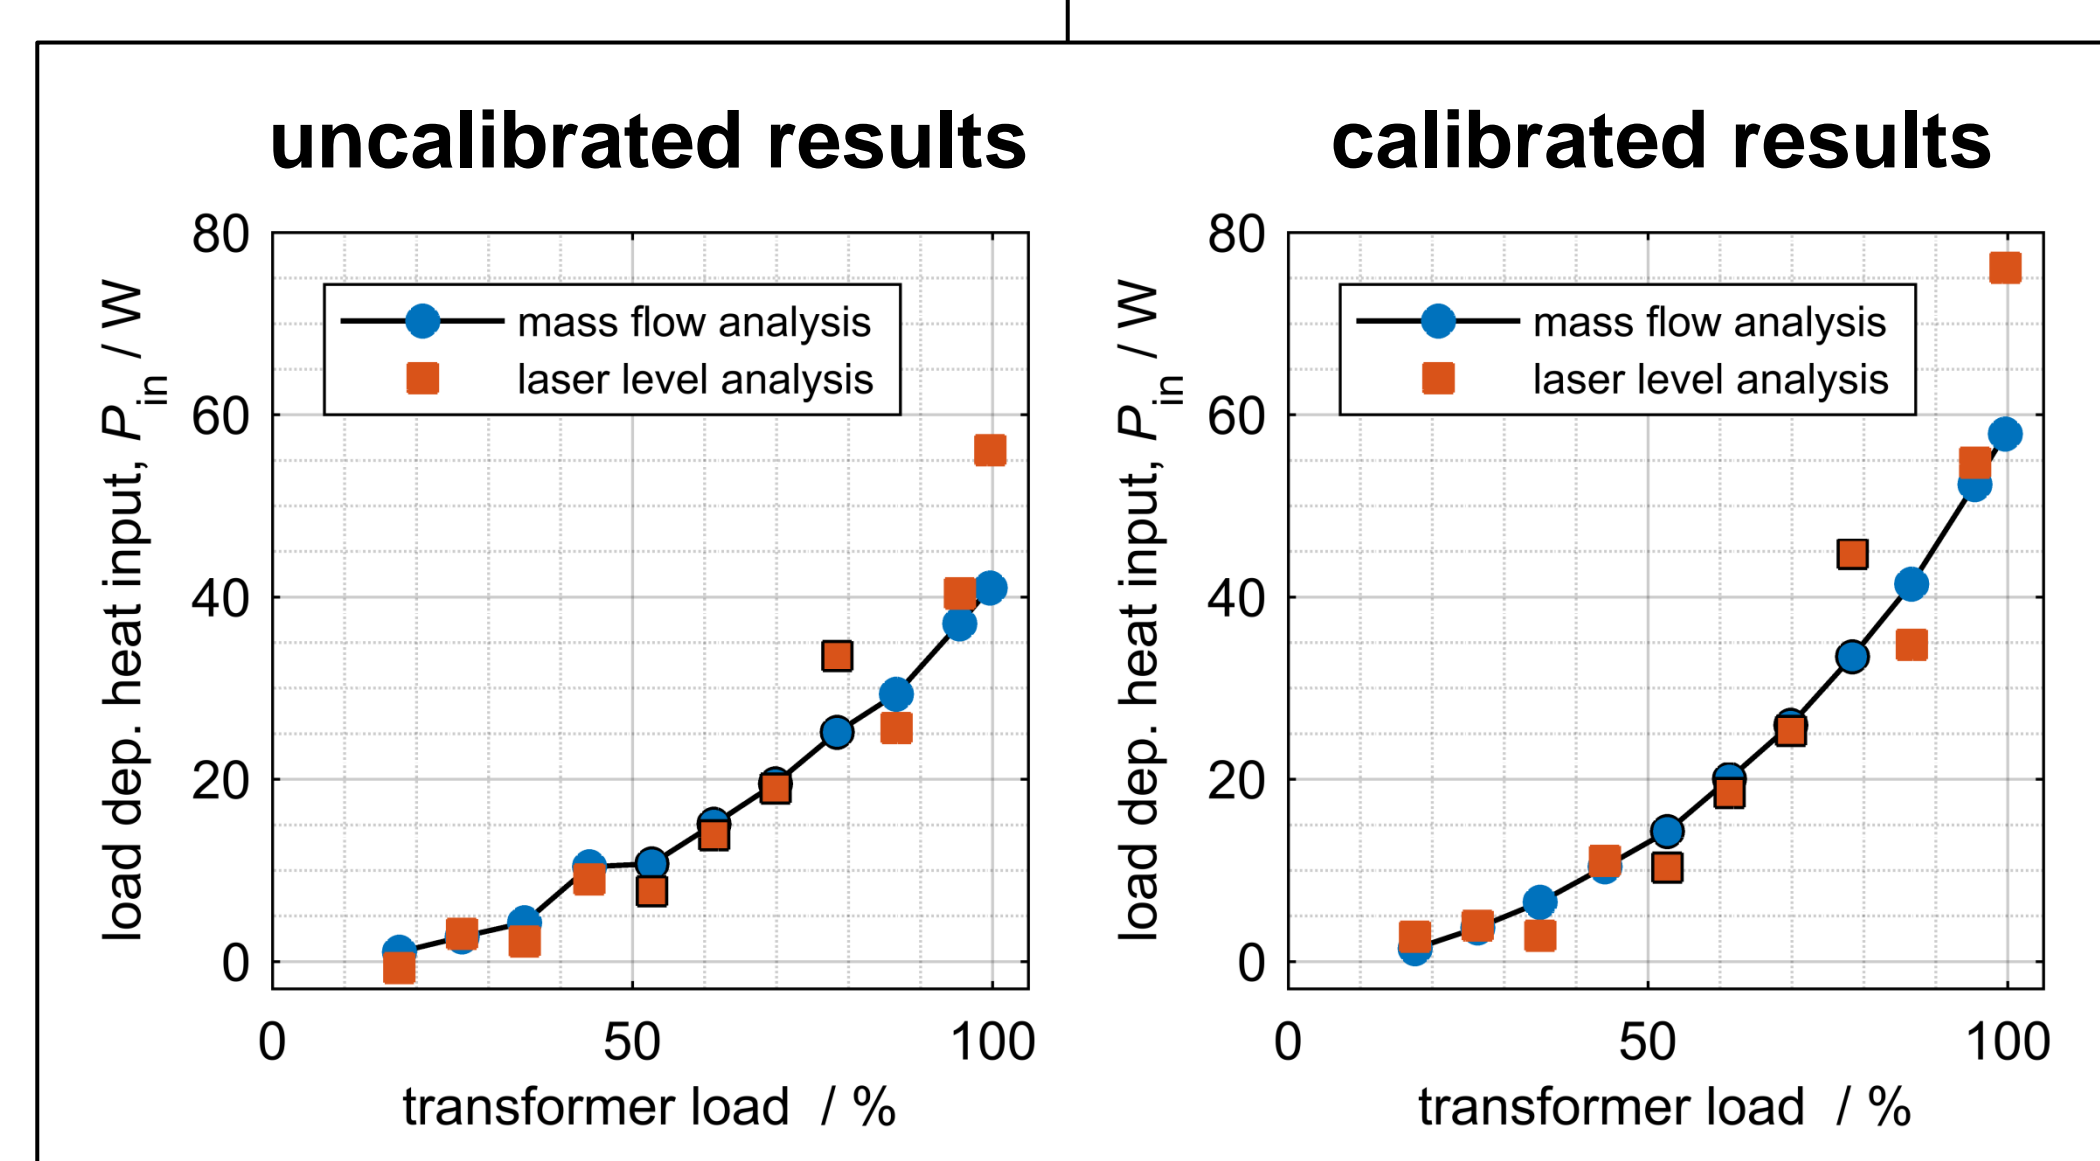 uncalibrated results
80
60
40
20
0
load dep. heat input, P_in / W
mass flow analysis
laser level analysis
0 50 100
transformer load / %
calibrated results
80
60
40
20
0
load dep. heat input, P_in / W
mass flow analysis
laser level analysis
0 50 100
transformer load / %